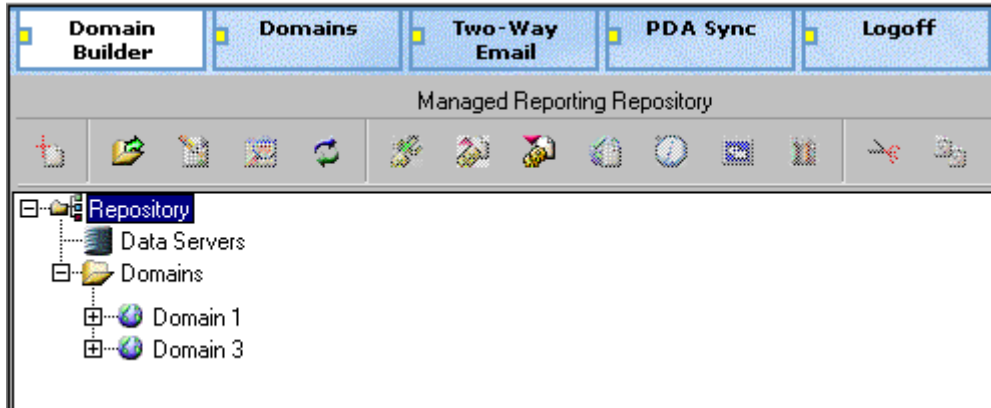 Domain Builder
Domains
Two-Way Email
PDA Sync
Logoff
Managed Reporting Repository
Repository
Data Servers
Domains
Domain 1
Domain 3